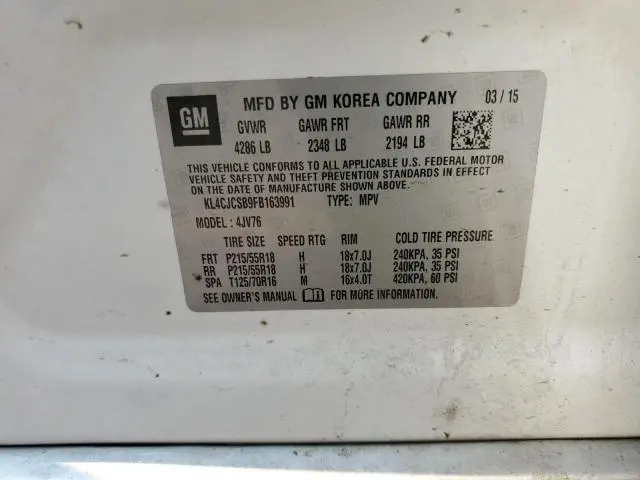 GM MFD BY GM KOREA COMPANY 03 / 15
GVWR GAWR FRT GAWR RR
4286 LB 2348 LB 2194 LB
THIS VEHICLE CONFORMS TO ALL APPLICABLE U.S. FEDERAL MOTOR
VEHICLE SAFETY AND THEFT PREVENTION STANDARDS IN EFFECT ON
THE DATE OF MANUFACTURE SHOWN ABOVE.
KL4CJCSB9FB163991 TYPE: MPV
MODEL : 4JV76
TIRE SIZE SPEED RTG RIM COLD TIRE PRESSURE
FRT P215/55R18 H 18x7.0J 240KPA, 35 PSI
RR P215/55R18 H 18x7.0J 240KPA, 35 PSI
SPA T125/70R16 M 16x4.0T 420KPA, 60 PSI
SEE OWNER'S MANUAL FOR MORE INFORMATION.